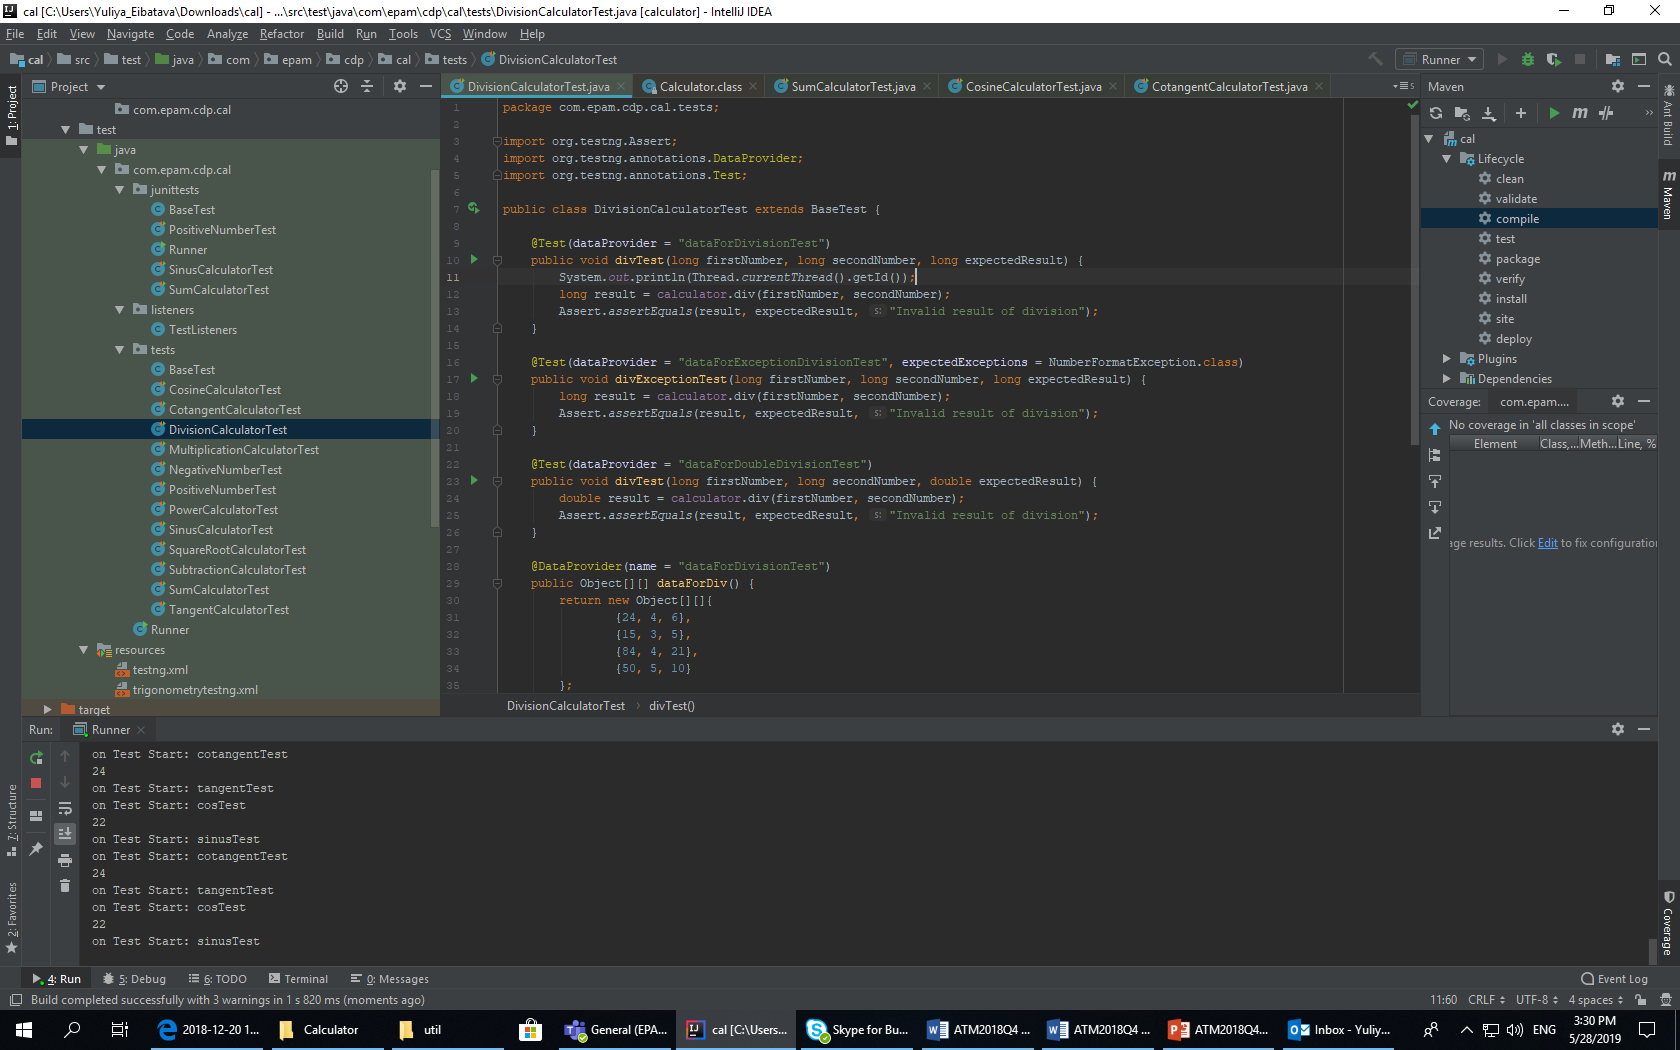 cal [C:\Users\Yuliya_Eibatava\Downloads\cal] - ...\src\test\java\com\epam\cdp\cal\tests\DivisionCalculatorTest.java [calculator] - IntelliJ IDEA
File Edit View Navigate Code Analyze Refactor Build Run Tools VCS Window Help
cal src test java com epam cdp cal tests DivisionCalculatorTest
Runner
1: Project
Project
com.epam.cdp.cal
test
java
com.epam.cdp.cal
junittests
BaseTest
PositiveNumberTest
Runner
SinusCalculatorTest
SumCalculatorTest
listeners
TestListeners
tests
BaseTest
CosineCalculatorTest
CotangentCalculatorTest
DivisionCalculatorTest
MultiplicationCalculatorTest
NegativeNumberTest
PositiveNumberTest
PowerCalculatorTest
SinusCalculatorTest
SquareRootCalculatorTest
SubtractionCalculatorTest
SumCalculatorTest
TangentCalculatorTest
Runner
resources
testng.xml
trigonometrytestng.xml
target
DivisionCalculatorTest.java Calculator.class SumCalculatorTest.java CosineCalculatorTest.java CotangentCalculatorTest.java
1 package com.epam.cdp.cal.tests;
2
3 import org.testng.Assert;
4 import org.testng.annotations.DataProvider;
5 import org.testng.annotations.Test;
6
7 public class DivisionCalculatorTest extends BaseTest {
8
9 @Test(dataProvider = "dataForDivisionTest")
10 public void divTest(long firstNumber, long secondNumber, long expectedResult) {
11 System.out.println(Thread.currentThread().getId());
12 long result = calculator.div(firstNumber, secondNumber);
13 Assert.assertEquals(result, expectedResult, s: "Invalid result of division");
14 }
15
16 @Test(dataProvider = "dataForExceptionDivisionTest", expectedExceptions = NumberFormatException.class)
17 public void divExceptionTest(long firstNumber, long secondNumber, long expectedResult) {
18 long result = calculator.div(firstNumber, secondNumber);
19 Assert.assertEquals(result, expectedResult, s: "Invalid result of division");
20 }
21
22 @Test(dataProvider = "dataForDoubleDivisionTest")
23 public void divTest(long firstNumber, long secondNumber, double expectedResult) {
24 double result = calculator.div(firstNumber, secondNumber);
25 Assert.assertEquals(result, expectedResult, s: "Invalid result of division");
26 }
27
28 @DataProvider(name = "dataForDivisionTest")
29 public Object[][] dataForDiv() {
30 return new Object[][]{
31 {24, 4, 6},
32 {15, 3, 5},
33 {84, 4, 21},
34 {50, 5, 10}
35 };
DivisionCalculatorTest divTest()
Maven
cal
Lifecycle
clean
validate
compile
test
package
verify
install
site
deploy
Plugins
Dependencies
Coverage: com.epam....
No coverage in 'all classes in scope'
Element Class,... Meth... Line, %
age results. Click Edit to fix configuration
Ant Build
Maven
Coverage
Run: Runner
on Test Start: cotangentTest
24
on Test Start: tangentTest
on Test Start: cosTest
22
on Test Start: sinusTest
on Test Start: cotangentTest
24
on Test Start: tangentTest
on Test Start: cosTest
22
on Test Start: sinusTest
7: Structure
2: Favorites
4: Run 5: Debug 6: TODO Terminal 0: Messages Event Log
Build completed successfully with 3 warnings in 1 s 820 ms (moments ago) 11:60 CRLF UTF-8 4 spaces
2018-12-20 1... Calculator util General (EPA... cal [C:\Users... Skype for Bu... ATM2018Q4 ... ATM2018Q4 ... ATM2018Q4... Inbox - Yuliy... ENG 3:30 PM
5/28/2019